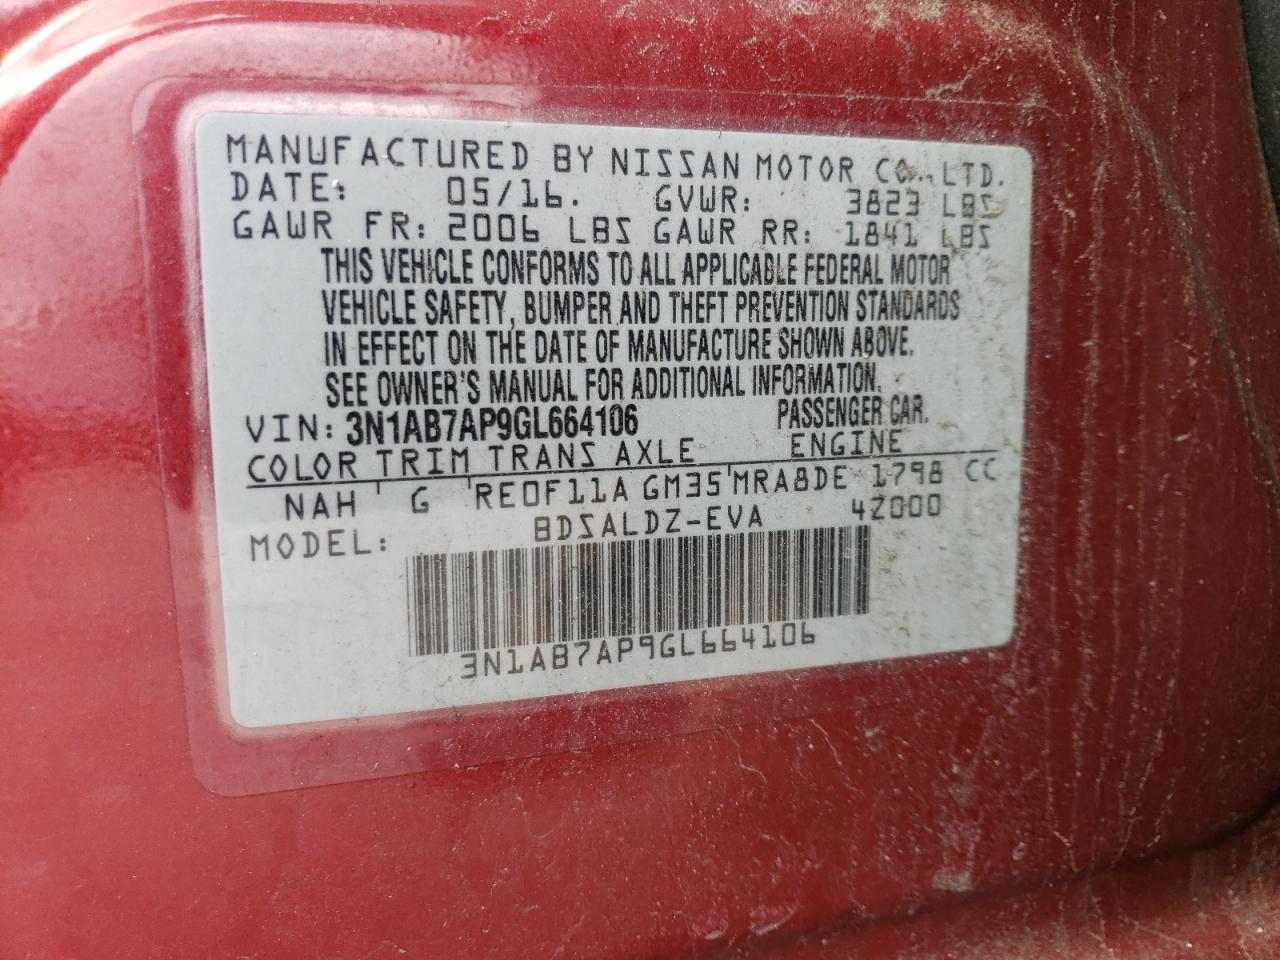 MANUFACTURED BY NISSAN MOTOR CO., LTD.
DATE: 05/16. GVWR: 3823 LBS
GAWR FR: 2006 LBS GAWR RR: 1841 LBS
THIS VEHICLE CONFORMS TO ALL APPLICABLE FEDERAL MOTOR
VEHICLE SAFETY, BUMPER AND THEFT PREVENTION STANDARDS
IN EFFECT ON THE DATE OF MANUFACTURE SHOWN ABOVE.
SEE OWNER'S MANUAL FOR ADDITIONAL INFORMATION.
VIN: 3N1AB7AP9GL664106 PASSENGER CAR.
COLOR TRIM TRANS AXLE ENGINE
NAH G RE0F11A GM35 MRA8DE 1798 CC
MODEL: BDSALDZ-EVA 4Z000
3N1AB7AP9GL664106